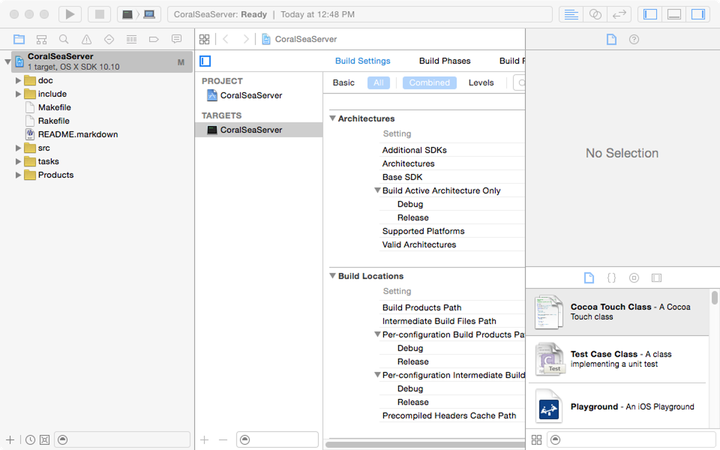 CoralSeaServer: Ready | Today at 12:48 PM
CoralSeaServer
1 target, OS X SDK 10.10
M
doc
include
Makefile
Rakefile
README.markdown
src
tasks
Products
CoralSeaServer
Build Settings
Build Phases
Build R
PROJECT
CoralSeaServer
TARGETS
CoralSeaServer
Basic
All
Combined
Levels
Architectures
Setting
Additional SDKs
Architectures
Base SDK
Build Active Architecture Only
Debug
Release
Supported Platforms
Valid Architectures
Build Locations
Setting
Build Products Path
Intermediate Build Files Path
Per-configuration Build Products Pa
Debug
Release
Per-configuration Intermediate Build
Debug
Release
Precompiled Headers Cache Path
No Selection
{ }
Cocoa Touch Class - A Cocoa
Touch class
Test
Test Case Class - A class
implementing a unit test
Playground - An iOS Playground